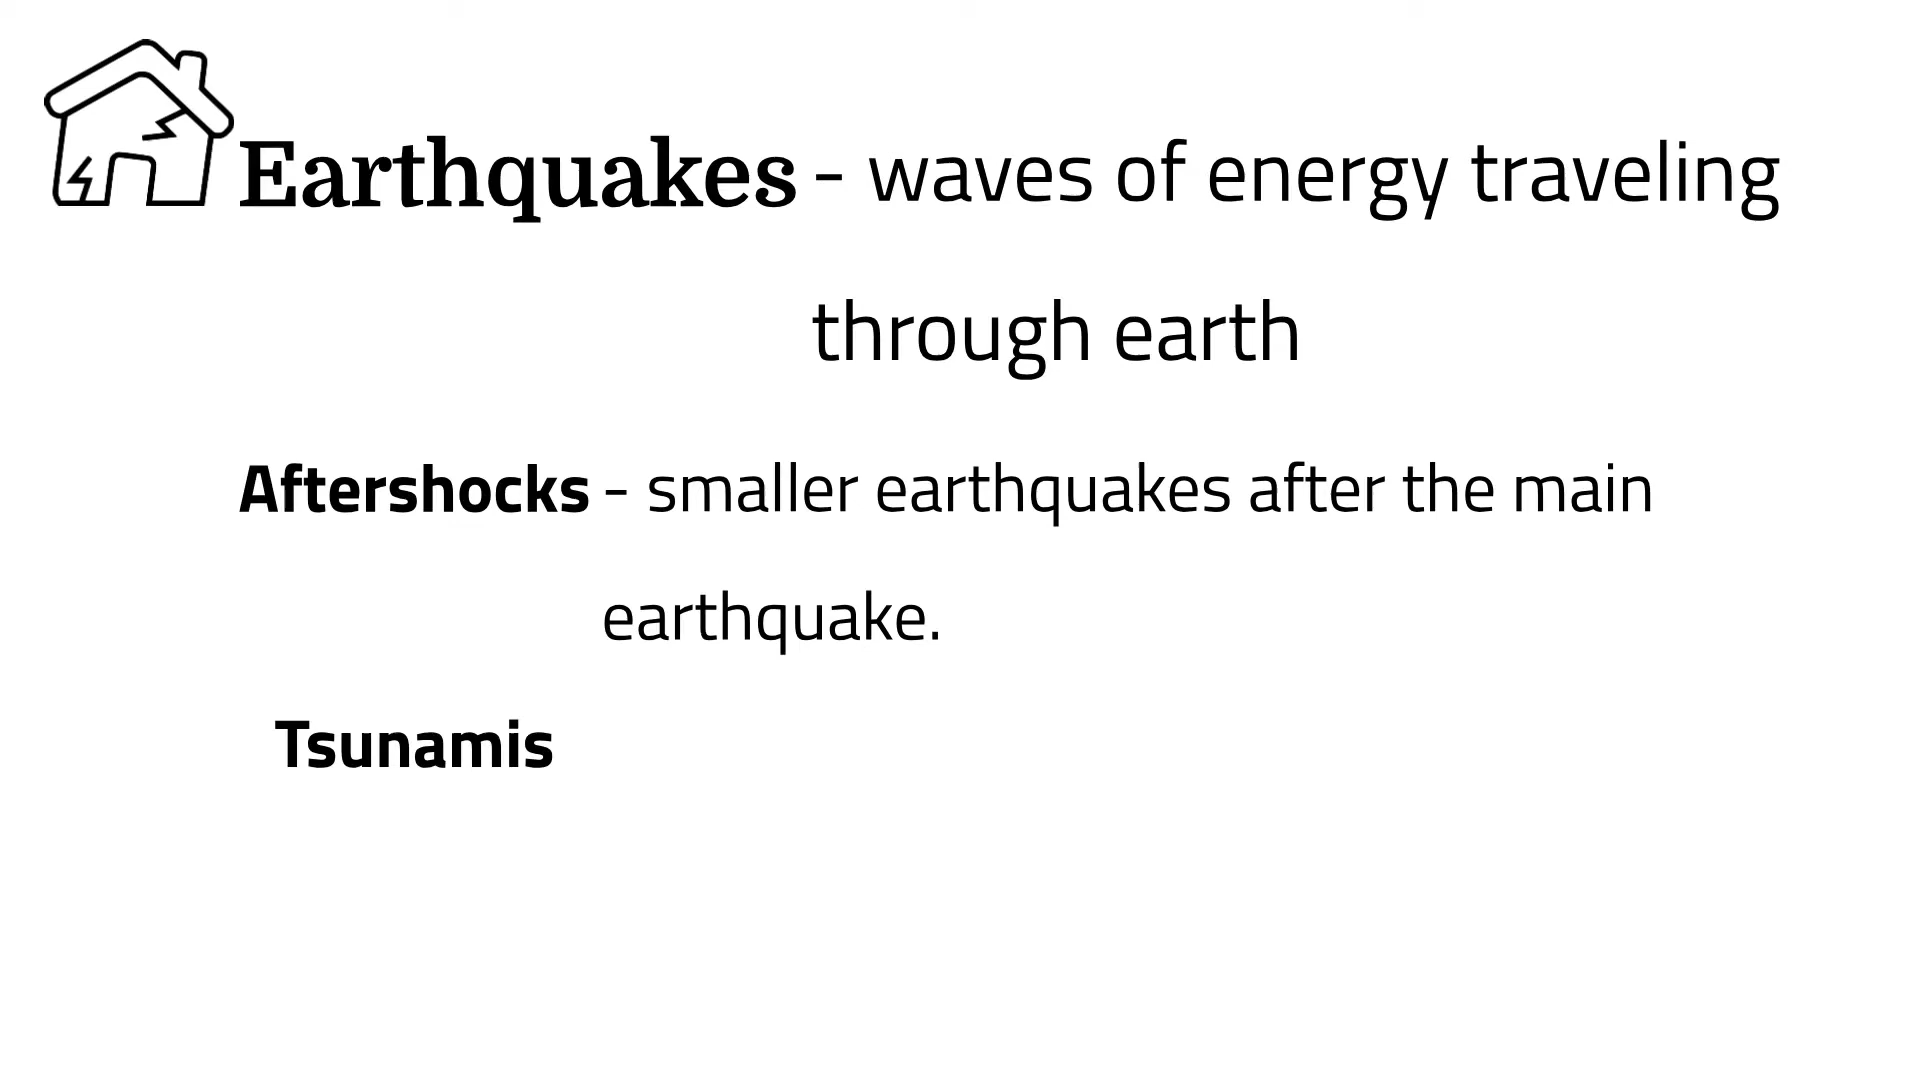 Earthquakes - waves of energy traveling
through earth
Aftershocks - smaller earthquakes after the main
earthquake.
Tsunamis